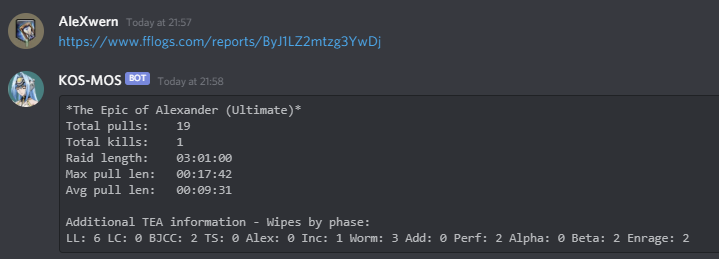 AleXwern Today at 21:57
https://www.fflogs.com/reports/ByJ1LZ2mtzg3YwDj
KOS-MOS BOT Today at 21:58
*The Epic of Alexander (Ultimate)*
Total pulls: 19
Total kills: 1
Raid length: 03:01:00
Max pull len: 00:17:42
Avg pull len: 00:09:31
Additional TEA information - Wipes by phase:
LL: 6 LC: 0 BJCC: 2 TS: 0 Alex: 0 Inc: 1 Worm: 3 Add: 0 Perf: 2 Alpha: 0 Beta: 2 Enrage: 2